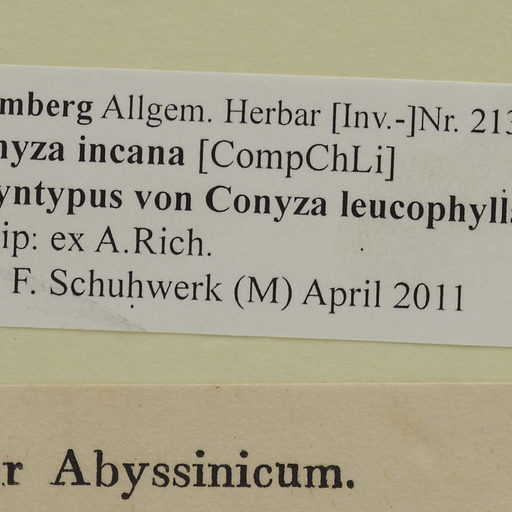 mberg Allgem. Herbar [Inv.-]Nr. 213
nyza incana [CompChLi]
yntypus von Conyza leucophylla
ip: ex A.Rich.
F. Schuhwerk (M) April 2011
r Abyssinicum.